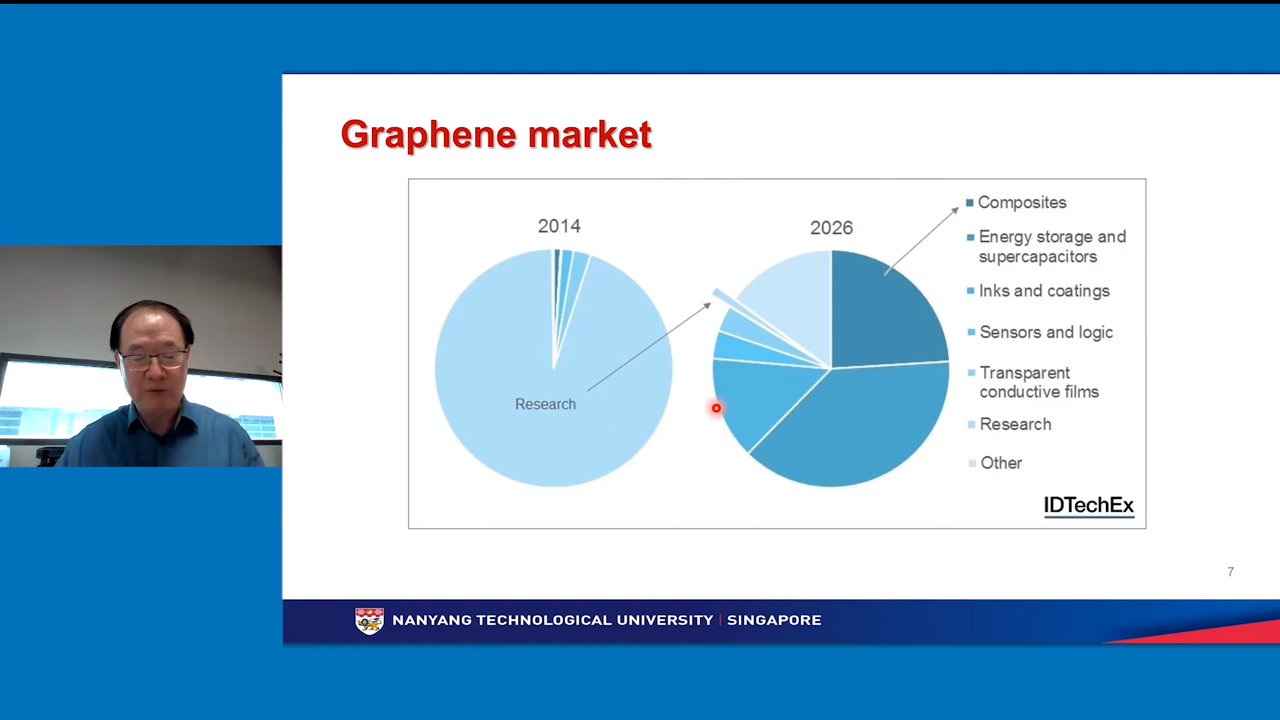 Graphene market
2014
Research
2026
Composites
Energy storage and
supercapacitors
Inks and coatings
Sensors and logic
Transparent
conductive films
Research
Other
IDTechEx
7
NANYANG TECHNOLOGICAL UNIVERSITY | SINGAPORE